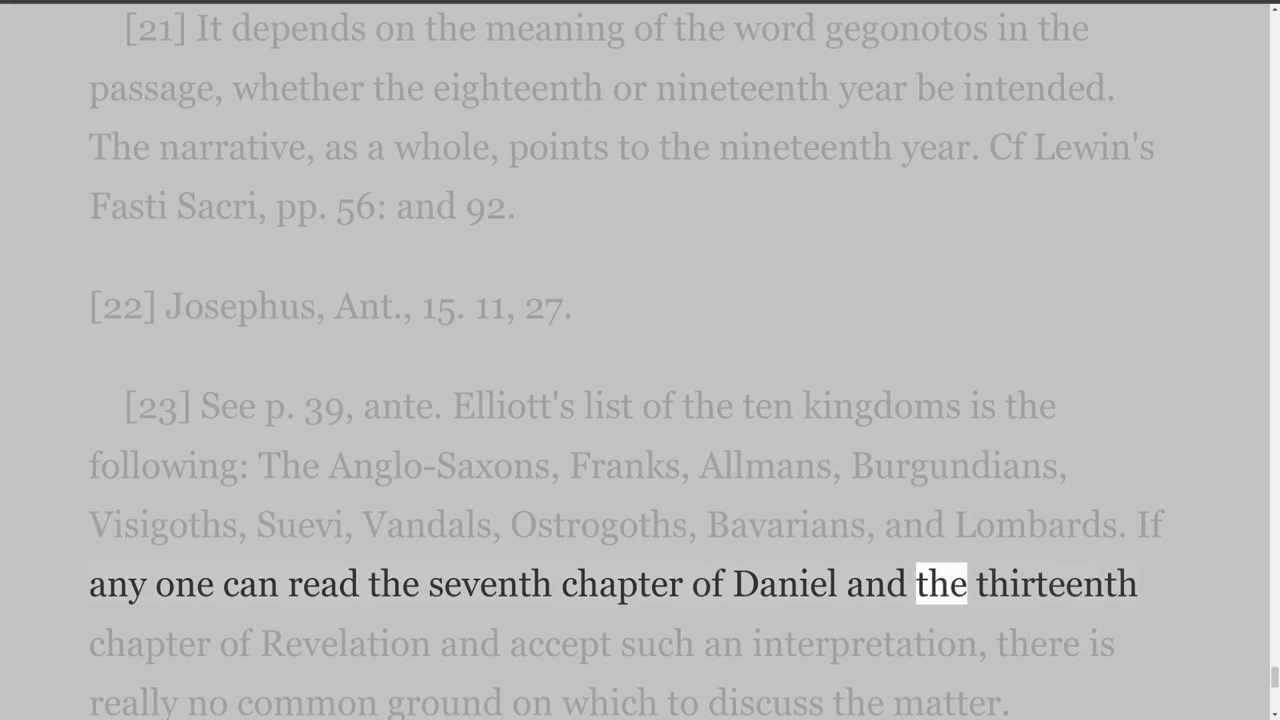 [21] It depends on the meaning of the word gegonotos in the
passage, whether the eighteenth or nineteenth year be intended.
The narrative, as a whole, points to the nineteenth year. Cf Lewin's
Fasti Sacri, pp. 56: and 92.
[22] Josephus, Ant., 15. 11, 27.
[23] See p. 39, ante. Elliott's list of the ten kingdoms is the
following: The Anglo-Saxons, Franks, Allmans, Burgundians,
Visigoths, Suevi, Vandals, Ostrogoths, Bavarians, and Lombards. If
any one can read the seventh chapter of Daniel and the thirteenth
chapter of Revelation and accept such an interpretation, there is
really no common ground on which to discuss the matter.